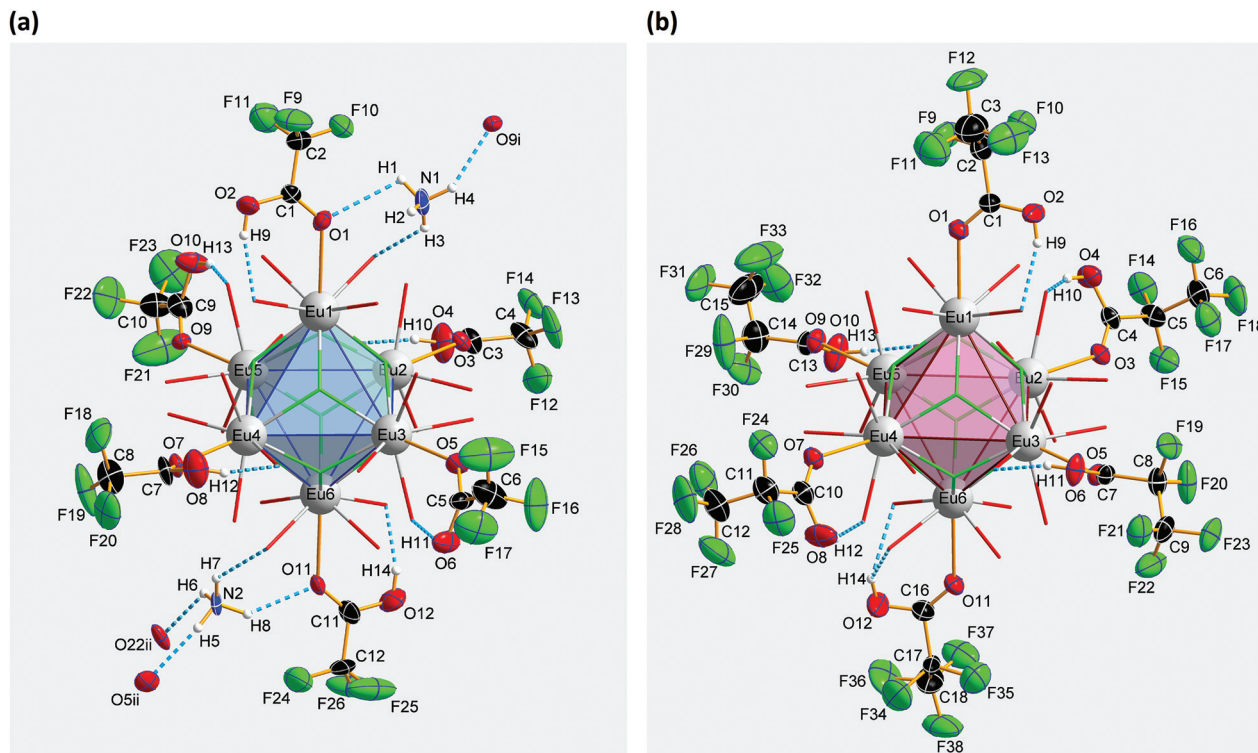 (a)
F11
F9
F10
C2
O9i
H1
N1
H4
O2
C1
H2
O1
H3
H9
O10
H13
F23
F14
F13
F22
C9
Eu1
O4
C4
C10
H10
C3
O9
O3
Eu5
Eu2
F21
F12
F18
Eu4
Eu3
O7
O5
F15
C8
C7
O8
H12
Eu6
C5
C6
F16
F19
F20
F17
H11
O6
H7
O11
H14
H6
N2
O12
H8
C11
O22ii
H5
C12
O5ii
F24
F26
F25
(b)
F12
C3
F10
F9
F11
C2
F13
O2
O1
C1
F16
F33
H9
O4
F14
C6
F31
F32
H10
C15
Eu1
F18
C14
O9
O10
C4
C5
F17
H13
F29
C13
O3
Eu5
Eu2
F15
F30
F19
F24
Eu4
Eu3
O7
O5
C8
F26
H11
O6
C7
F20
C11
C10
Eu6
F28
C12
F21
C9
F23
F25
O8
H12
F27
F22
H14
O11
C16
O12
F37
F36
C17
F35
C18
F34
F38